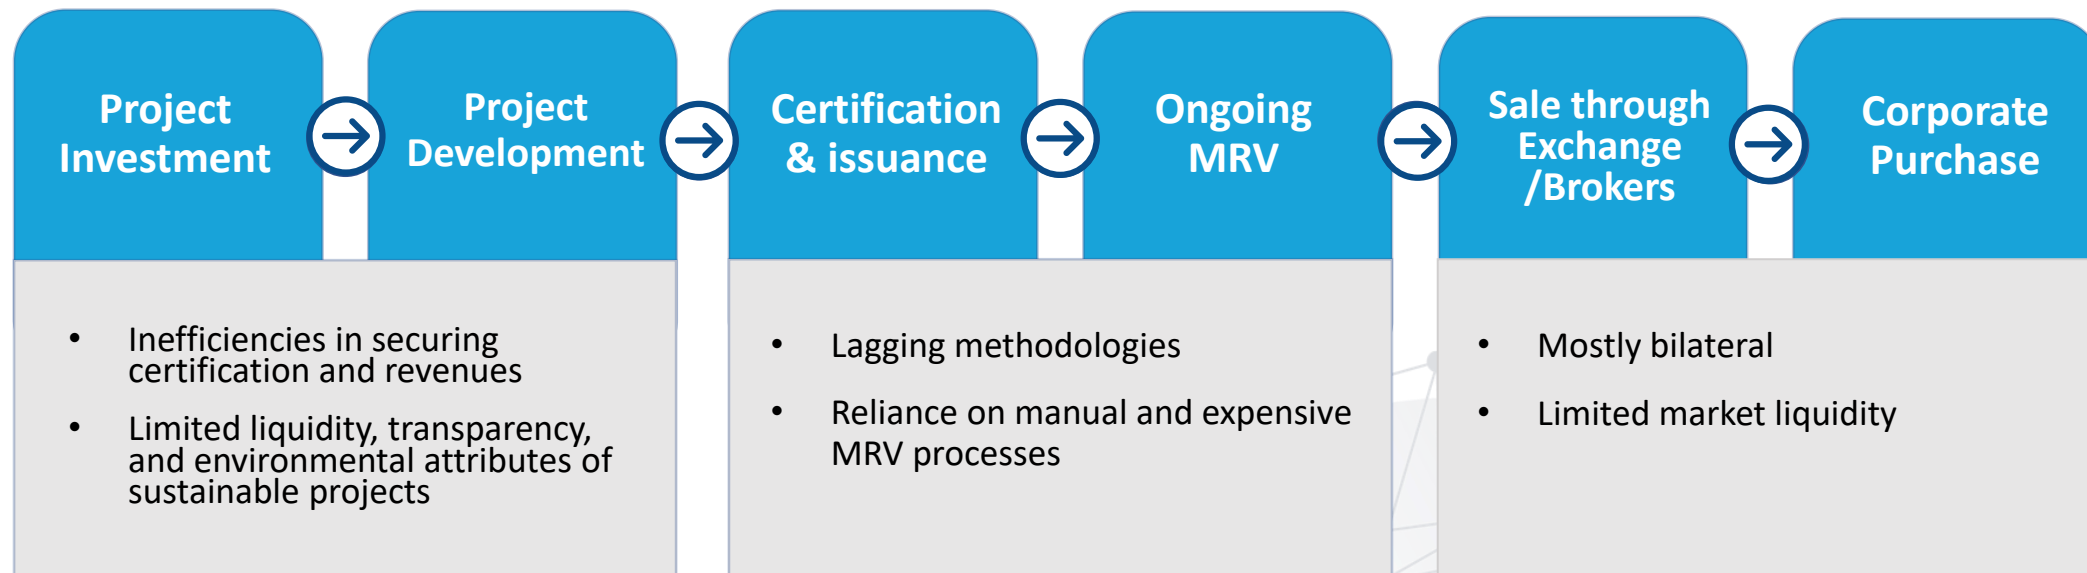 Project
Investment
Project
Development
Certification
& issuance
Ongoing
MRV
Sale through
Exchange
/Brokers
Corporate
Purchase
• Inefficiencies in securing
certification and revenues
• Limited liquidity, transparency,
and environmental attributes of
sustainable projects
• Lagging methodologies
• Reliance on manual and expensive
MRV processes
• Mostly bilateral
• Limited market liquidity